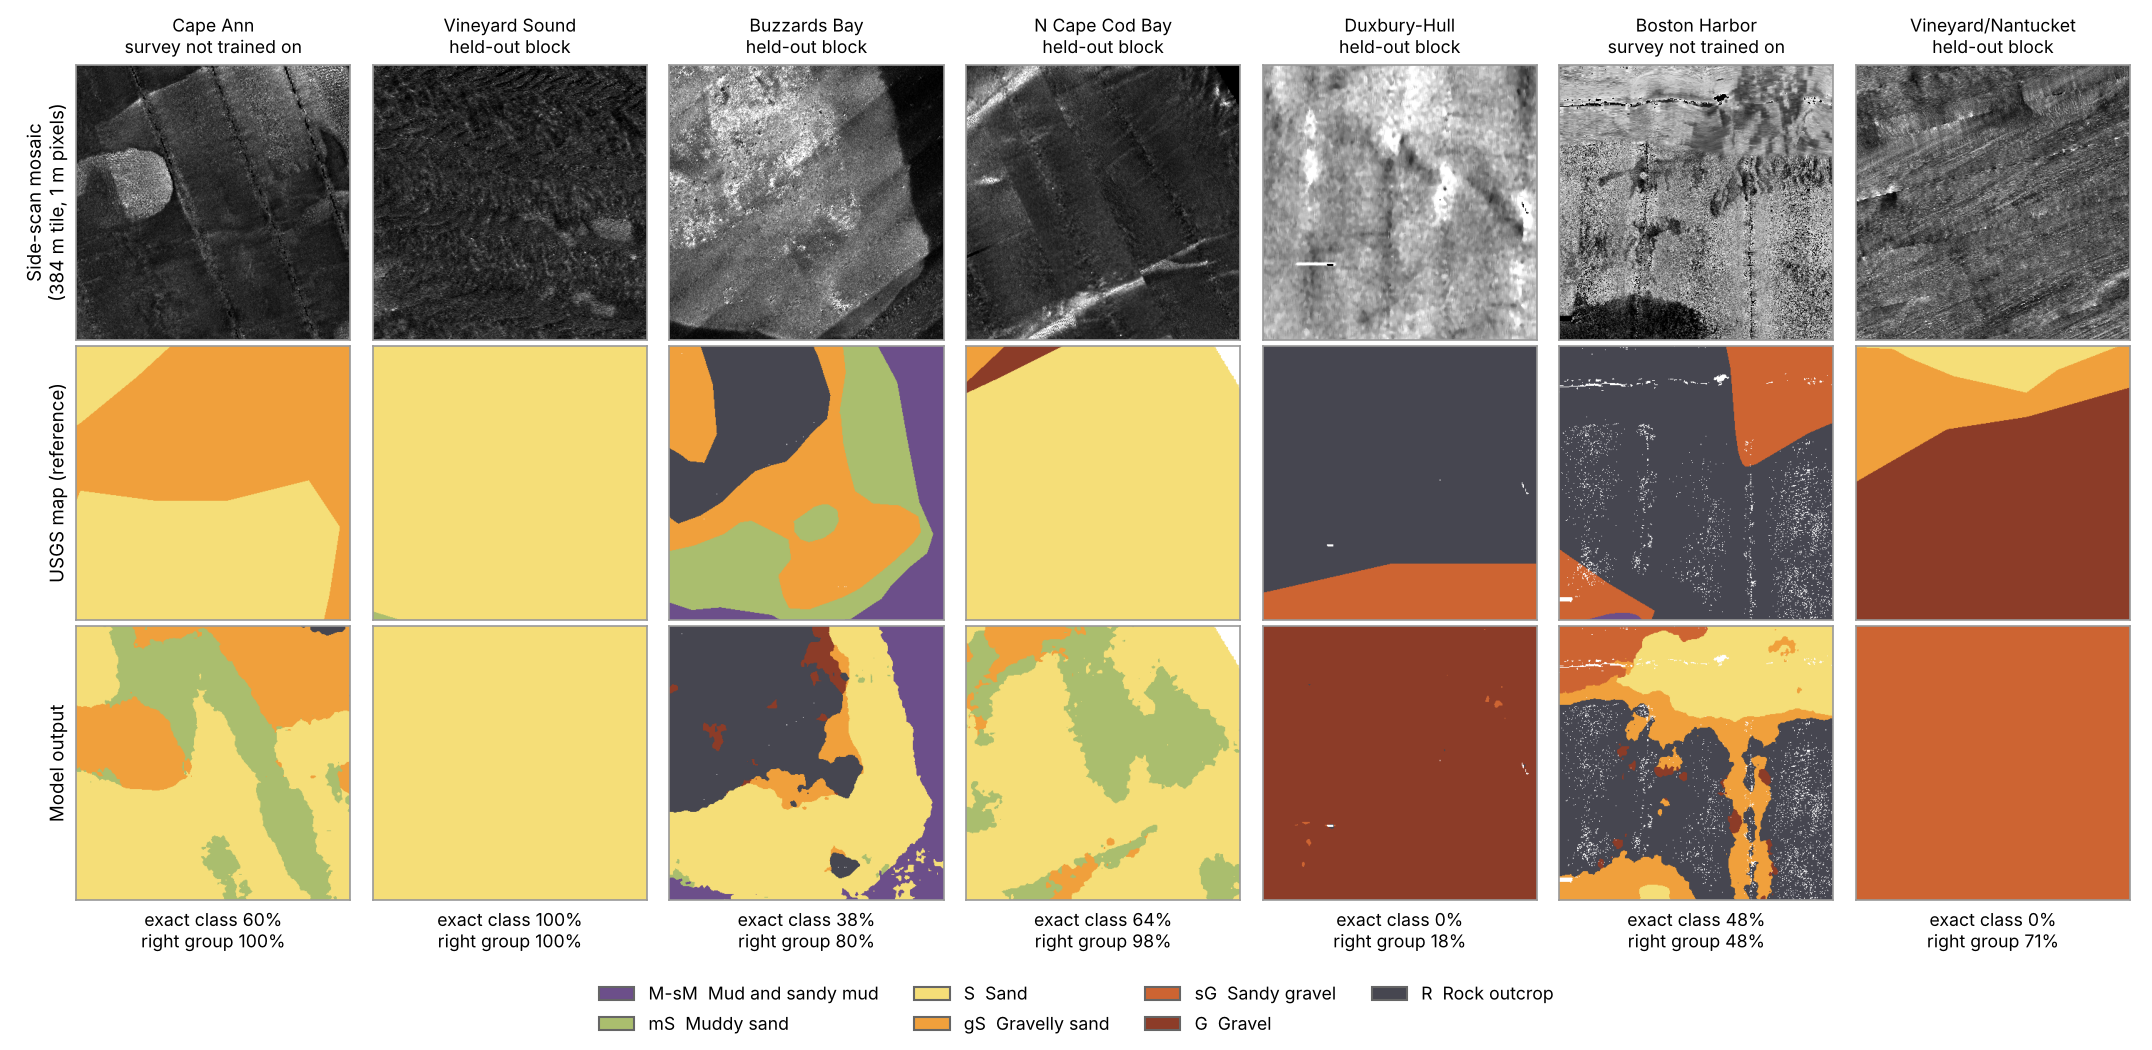 Cape Ann
survey not trained on
Vineyard Sound
held-out block
Buzzards Bay
held-out block
N Cape Cod Bay
held-out block
Duxbury-Hull
held-out block
Boston Harbor
survey not trained on
Vineyard/Nantucket
held-out block
Side-scan mosaic
(384 m tile, 1 m pixels)
USGS map (reference)
Model output
exact class 60%
right group 100%
exact class 100%
right group 100%
exact class 38%
right group 80%
exact class 64%
right group 98%
exact class 0%
right group 18%
exact class 48%
right group 48%
exact class 0%
right group 71%
M-sM Mud and sandy mud
mS Muddy sand
S Sand
gS Gravelly sand
sG Sandy gravel
G Gravel
R Rock outcrop